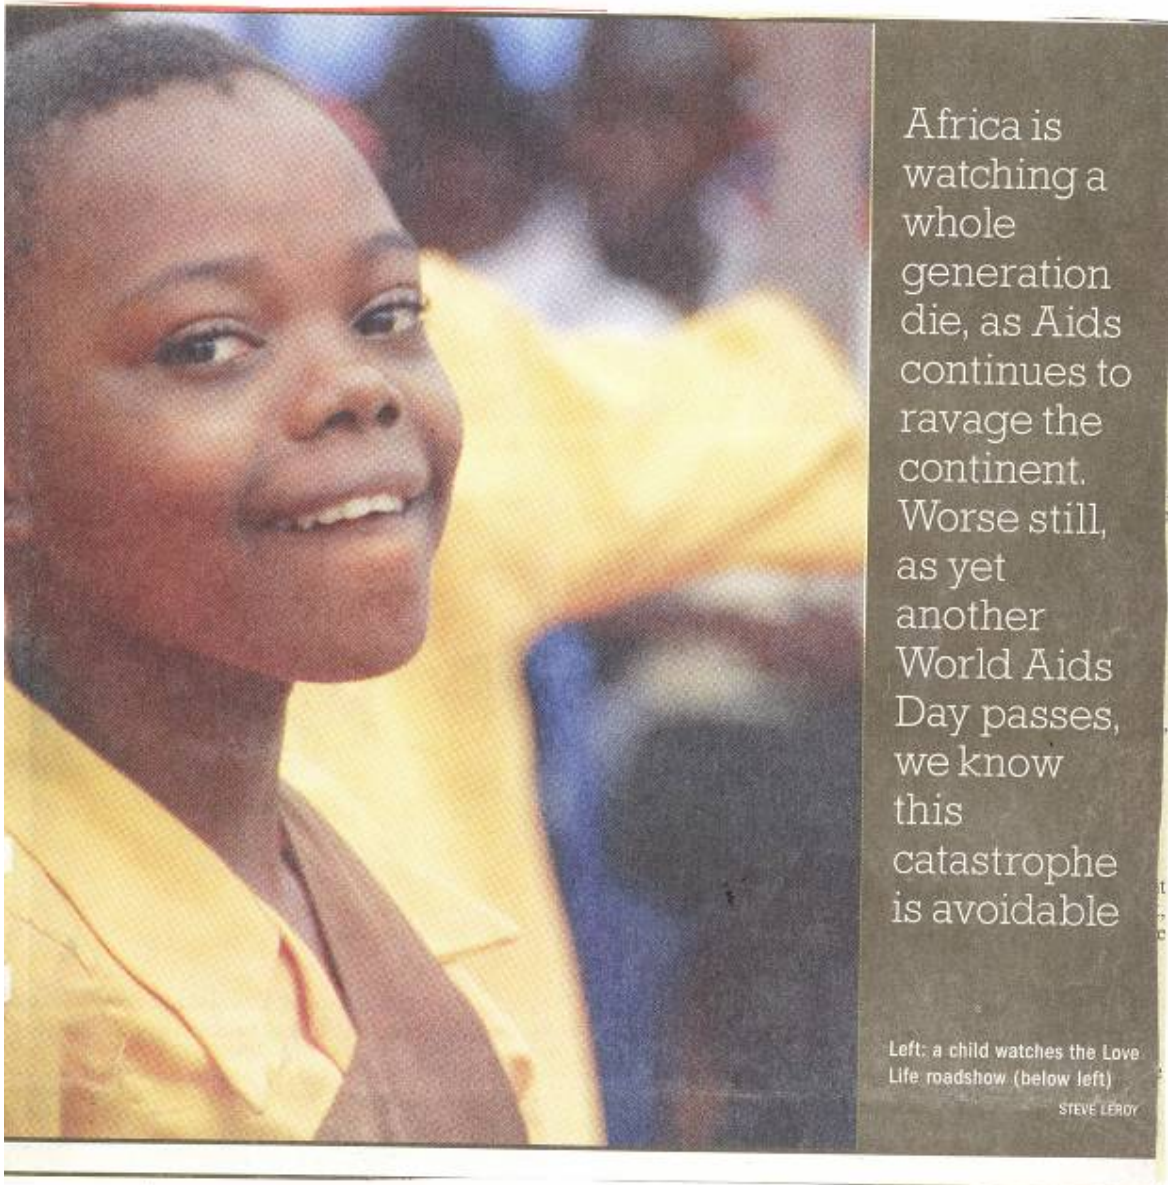 Africa is
watching a
whole
generation
die, as Aids
continues to
ravage the
continent.
Worse still,
as yet
another
World Aids
Day passes,
we know
this
catastrophe
is avoidable
Left: a child watches the Love
Life roadshow (below left)
STEVE LEROY